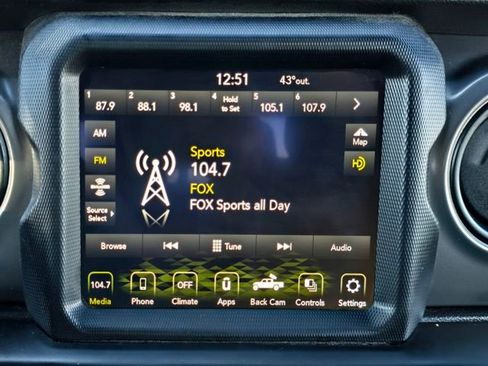 12:51 43°out.
1 87.9 2 88.1 3 98.1 4 Hold to Set 5 105.1 6 107.9
AM
Map
FM
HD
Sports
104.7
FOX
FOX Sports all Day
Source Select
Browse Tune Audio
104.7 OFF
Media Phone Climate Apps Back Cam Controls Settings